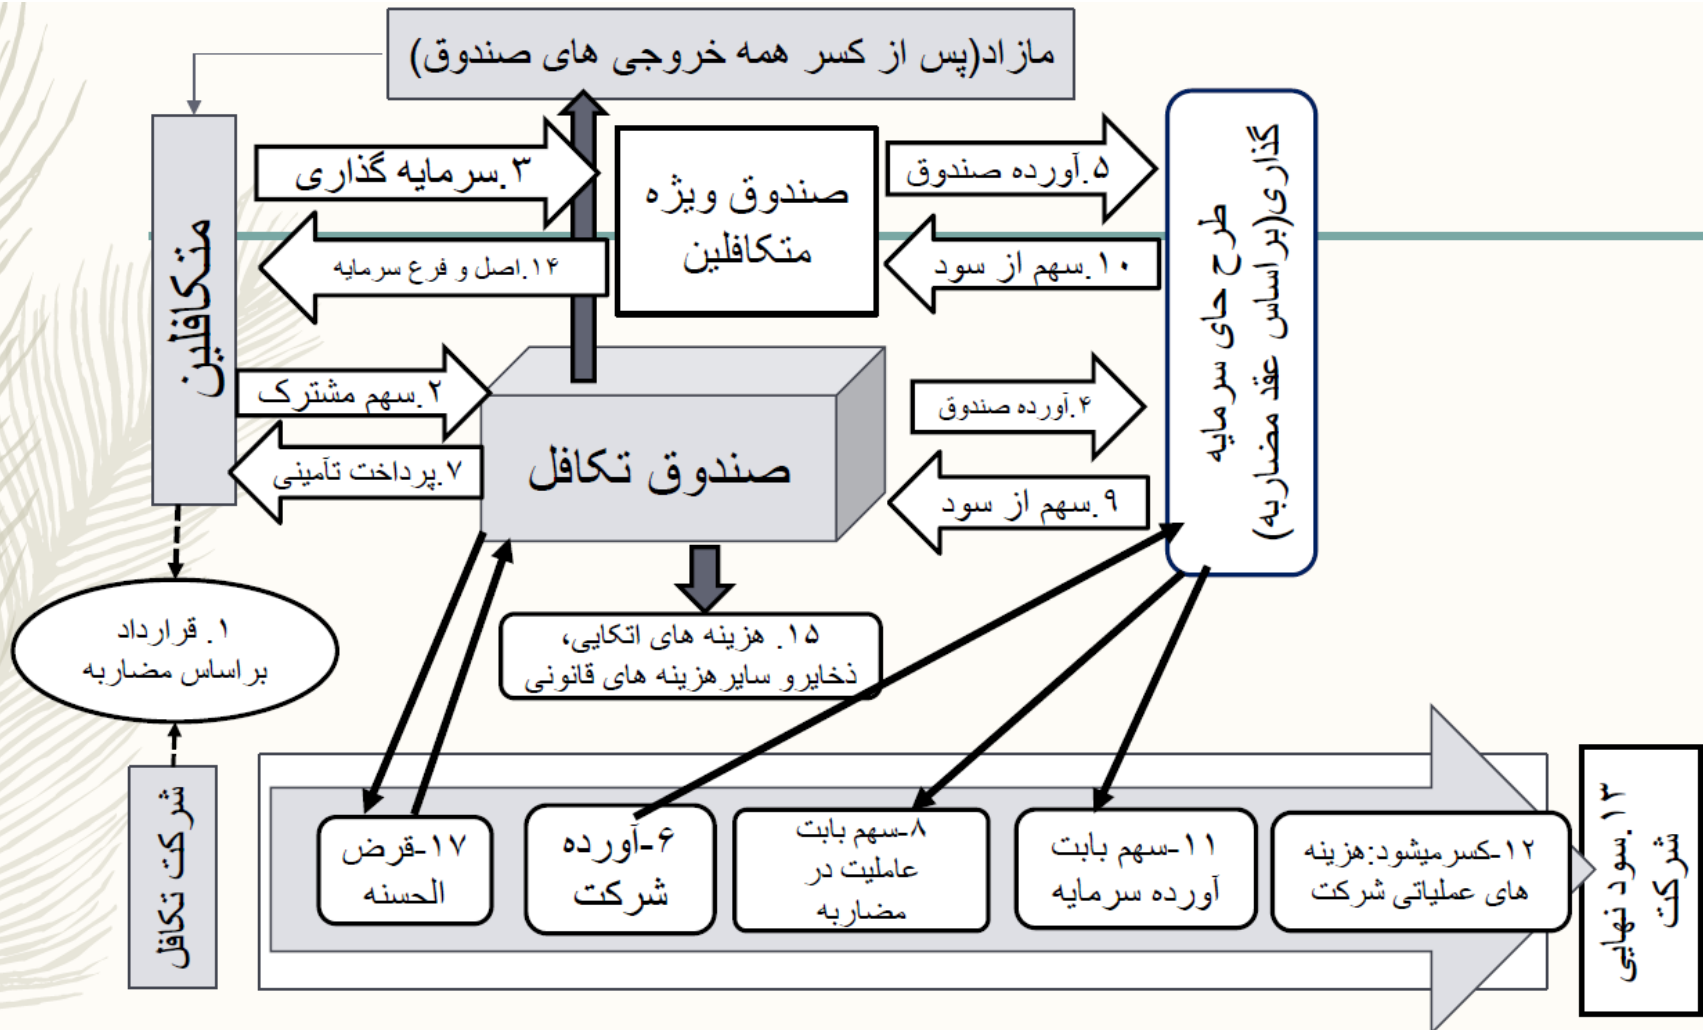 مازاد(پس از کسر همه خروجی های صندوق)
متکافلین
۳.سرمایه گذاری
۱۴.اصل و فرع سرمایه
صندوق ویژه
متکافلین
۵.آورده صندوق
۱۰.سهم از سود
طرح حای سرمایه
گذاری(براساس عقد مضاربه)
۲.سهم مشترک
۷.پرداخت تآمینی
صندوق تکافل
۴.آورده صندوق
۹.سهم از سود
۱. قرارداد
براساس مضاربه
۱۵. هزینه های اتکایی،
ذخایرو سایرهزینه های قانونی
شرکت تکافل
۱۷-قرض
الحسنه
۶-آورده
شرکت
۸-سهم بابت
عاملیت در
مضاربه
۱۱-سهم بابت
آورده سرمایه
۱۲-کسرمیشود:هزینه
های عملیاتی شرکت
۱۳.سود نهایی
شرکت